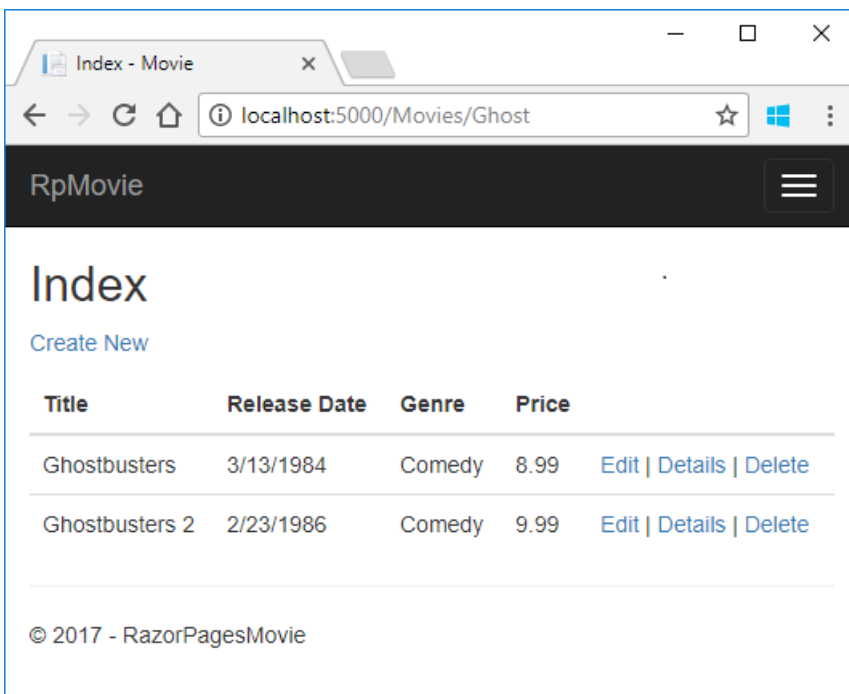 Index - Movie
localhost:5000/Movies/Ghost
RpMovie
Index
Create New
Title Release Date Genre Price
Ghostbusters 3/13/1984 Comedy 8.99 Edit | Details | Delete
Ghostbusters 2 2/23/1986 Comedy 9.99 Edit | Details | Delete
© 2017 - RazorPagesMovie